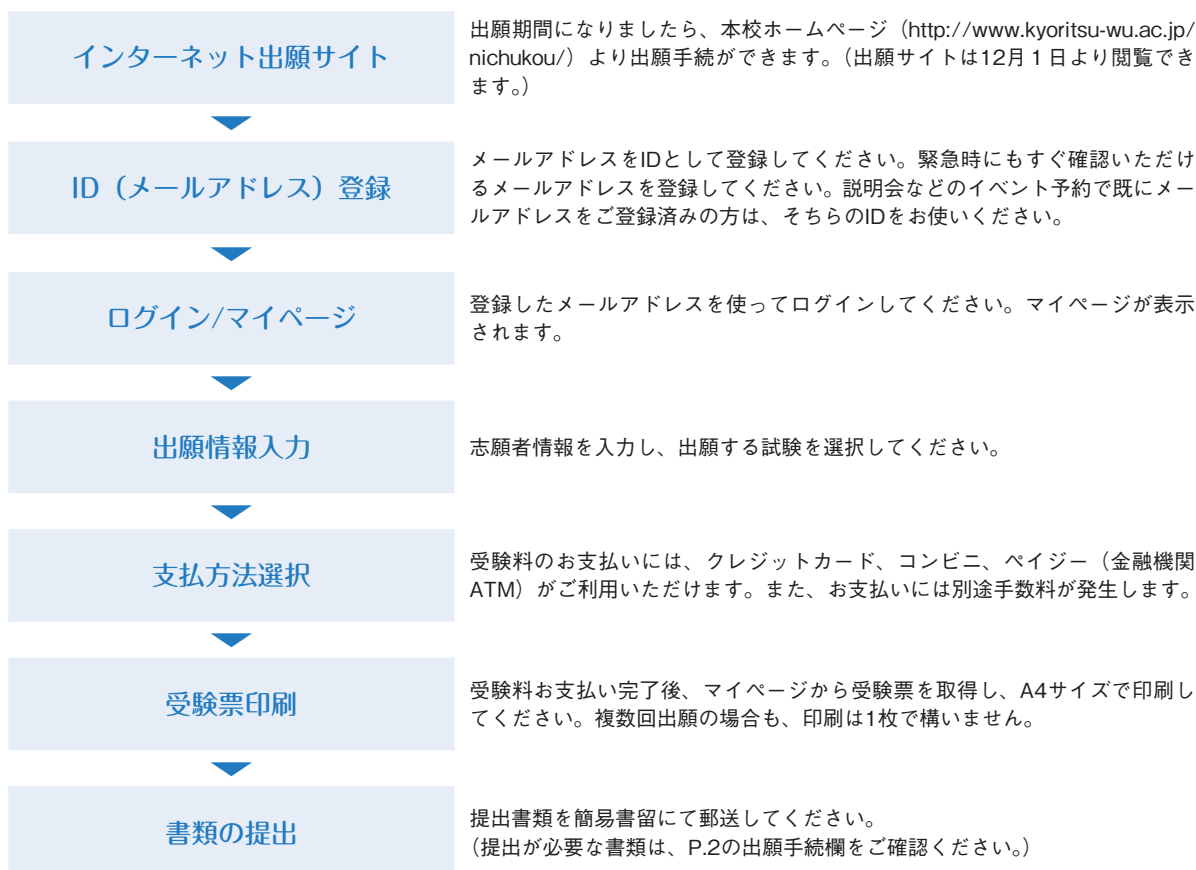 インターネット出願サイト
出願期間になりましたら、本校ホームページ（http://www.kyoritsu-wu.ac.jp/
nichukou/）より出願手続ができます。（出願サイトは12月１日より閲覧でき
ます。）
ID（メールアドレス）登録
メールアドレスをIDとして登録してください。緊急時にもすぐ確認いただけ
るメールアドレスを登録してください。説明会などのイベント予約で既にメー
ルアドレスをご登録済みの方は、そちらのIDをお使いください。
ログイン/マイページ
登録したメールアドレスを使ってログインしてください。マイページが表示
されます。
出願情報入力
志願者情報を入力し、出願する試験を選択してください。
支払方法選択
受験料のお支払いには、クレジットカード、コンビニ、ペイジー（金融機関
ATM）がご利用いただけます。また、お支払いには別途手数料が発生します。
受験票印刷
受験料お支払い完了後、マイページから受験票を取得し、A4サイズで印刷し
てください。複数回出願の場合も、印刷は1枚で構いません。
書類の提出
提出書類を簡易書留にて郵送してください。
（提出が必要な書類は、P.2の出願手続欄をご確認ください。）